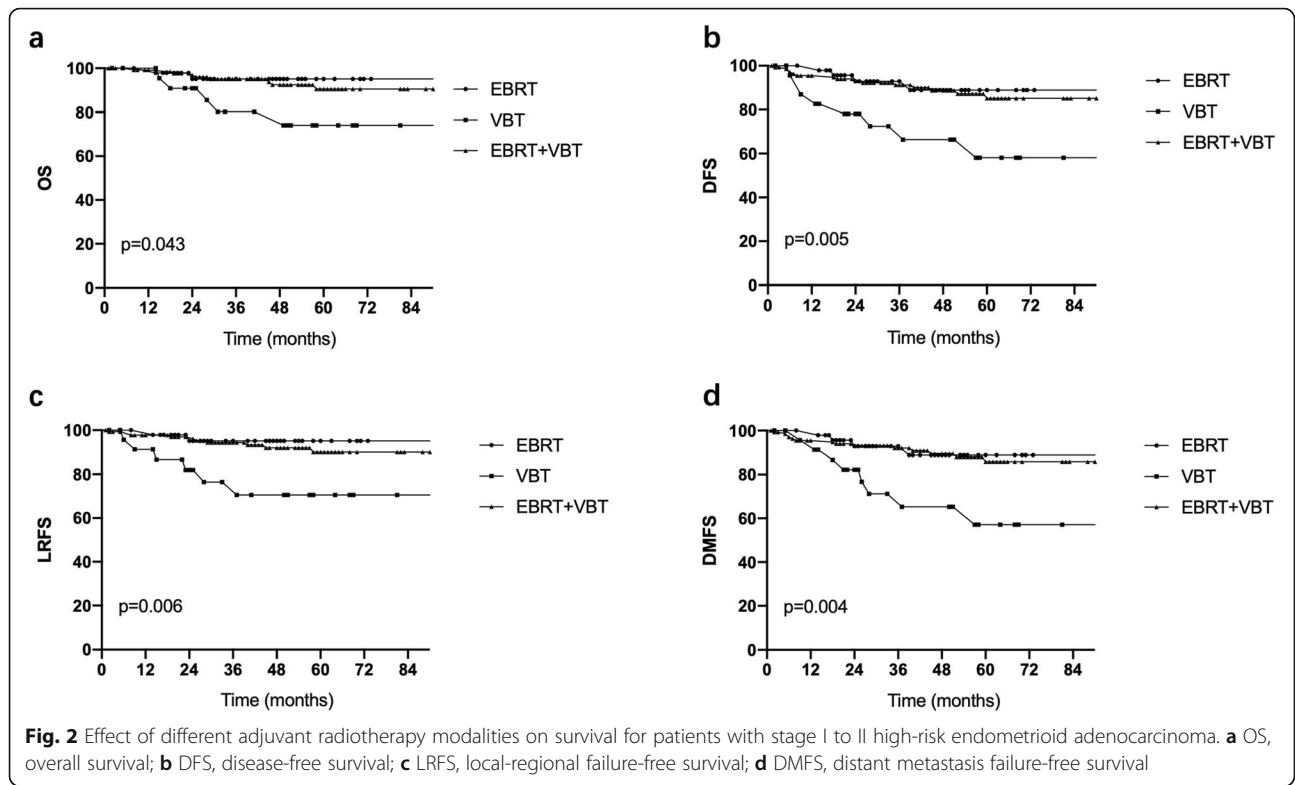 a
OS
100
80
60
40
20
0
0 12 24 36 48 60 72 84
Time (months)
p=0.043
EBRT
VBT
EBRT+VBT
b
DFS
100
80
60
40
20
0
0 12 24 36 48 60 72 84
Time (months)
p=0.005
EBRT
VBT
EBRT+VBT
c
LRFS
100
80
60
40
20
0
0 12 24 36 48 60 72 84
Time (months)
p=0.006
EBRT
VBT
EBRT+VBT
d
DMFS
100
80
60
40
20
0
0 12 24 36 48 60 72 84
Time (months)
p=0.004
EBRT
VBT
EBRT+VBT
Fig. 2 Effect of different adjuvant radiotherapy modalities on survival for patients with stage I to II high-risk endometrioid adenocarcinoma. a OS,
overall survival; b DFS, disease-free survival; c LRFS, local-regional failure-free survival; d DMFS, distant metastasis failure-free survival